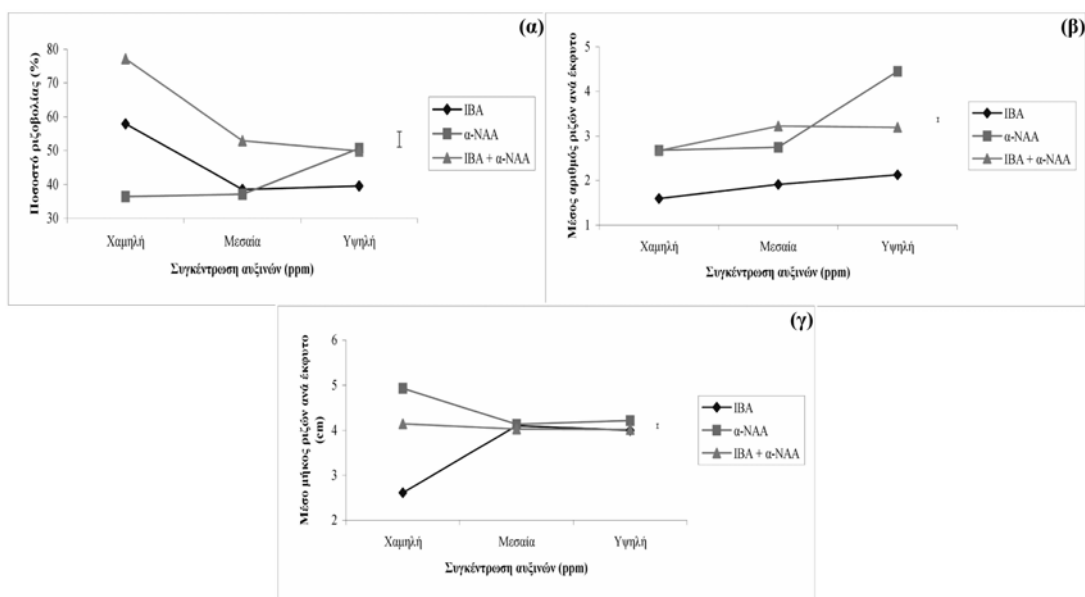 (α)
Ποσοστό ριζοβολίας (%)
80
70
60
50
40
30
Χαμηλή Μεσαία Υψηλή
Συγκέντρωση αυξινών (ppm)
IBA
α-NAA
IBA + α-NAA
(β)
Μέσος αριθμός ριζών ανά έκφυτο
5
4
3
2
1
Χαμηλή Μεσαία Υψηλή
Συγκέντρωση αυξινών (ppm)
IBA
α-NAA
IBA + α-NAA
(γ)
Μέσο μήκος ριζών ανά έκφυτο
(cm)
6
5
4
3
2
Χαμηλή Μεσαία Υψηλή
Συγκέντρωση αυξινών (ppm)
IBA
α-NAA
IBA + α-NAA